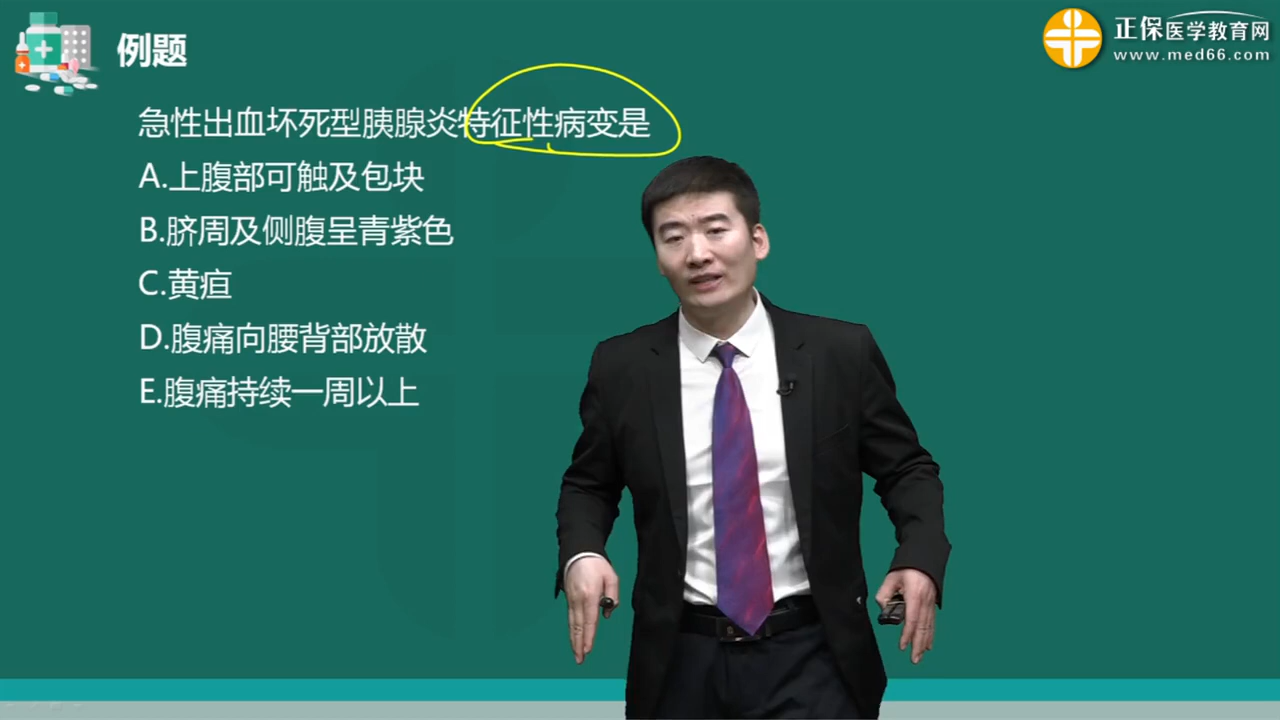 例题
正保医学教育网
www.med66.com
急性出血坏死型胰腺炎特征性病变是
A.上腹部可触及包块
B.脐周及侧腹呈青紫色
C.黄疸
D.腹痛向腰背部放散
E.腹痛持续一周以上